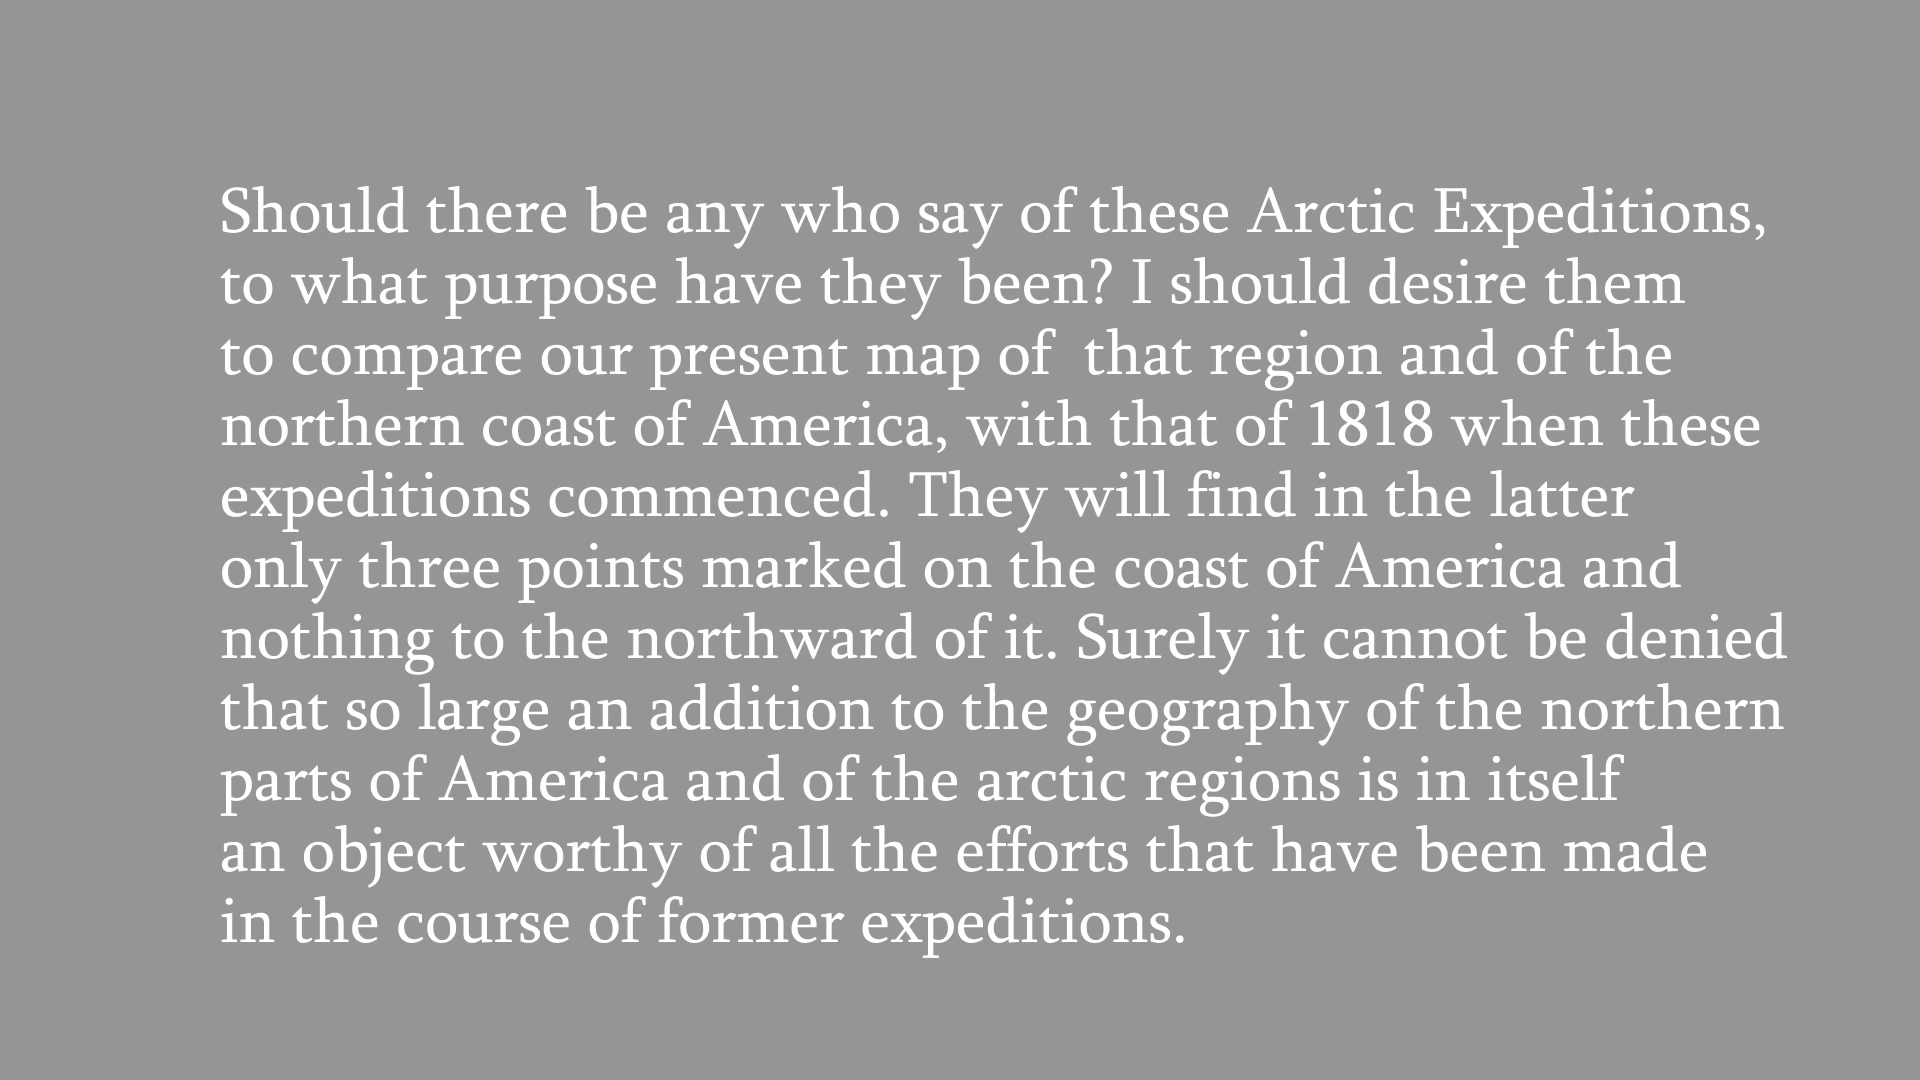 Should there be any who say of these Arctic Expeditions,
to what purpose have they been? I should desire them
to compare our present map of  that region and of the
northern coast of America, with that of 1818 when these
expeditions commenced. They will find in the latter
only three points marked on the coast of America and
nothing to the northward of it. Surely it cannot be denied
that so large an addition to the geography of the northern
parts of America and of the arctic regions is in itself
an object worthy of all the efforts that have been made
in the course of former expeditions.